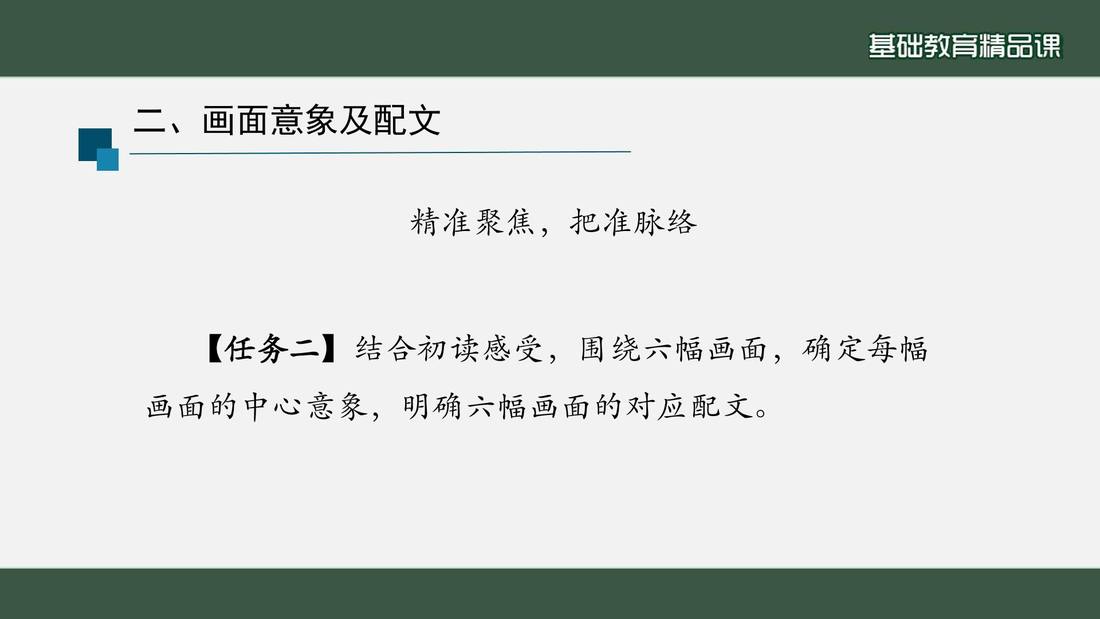 基础教育精品课
二、画面意象及配文
精准聚焦，把准脉络
【任务二】结合初读感受，围绕六幅画面，确定每幅
画面的中心意象，明确六幅画面的对应配文。